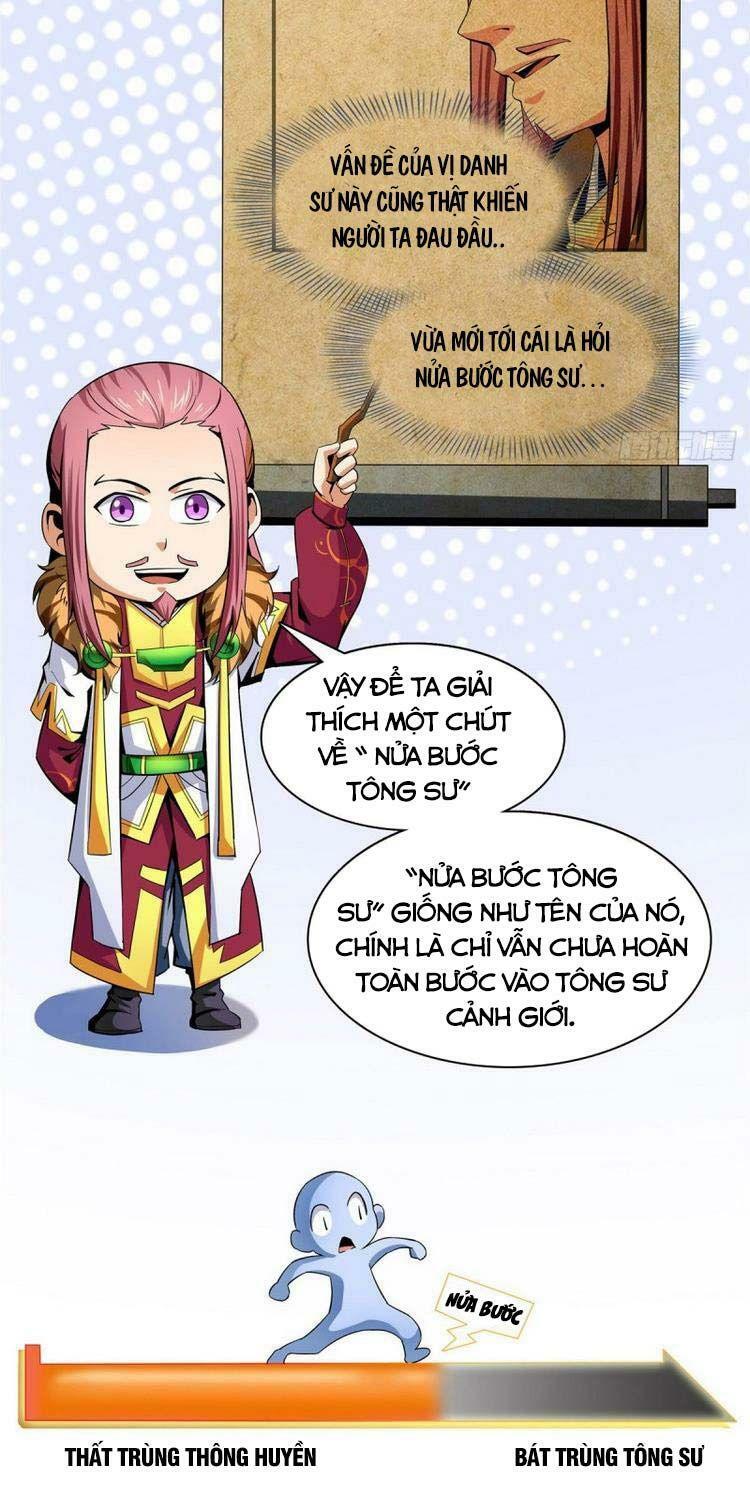 VẤN ĐỀ CỦA VỊ DANH
SƯ NÀY CŨNG THẬT KHIẾN
NGƯỜI TA ĐAU ĐẦU..
VỪA MỚI TỚI CÁI LÀ HỎI
NỬA BƯỚC TÔNG SƯ...
VẬY ĐỂ TA GIẢI
THÍCH MỘT CHÚT
VỀ “ NỬA BƯỚC
TÔNG SƯ”
“NỬA BƯỚC TÔNG
SƯ” GIỐNG NHƯ TÊN CỦA NÓ,
CHÍNH LÀ CHỈ VẪN CHƯA HOÀN
TOÀN BƯỚC VÀO TÔNG SƯ
CẢNH GIỚI.
NỬA BƯỚC
THẤT TRÙNG THÔNG HUYỀN
BÁT TRÙNG TÔNG SƯ